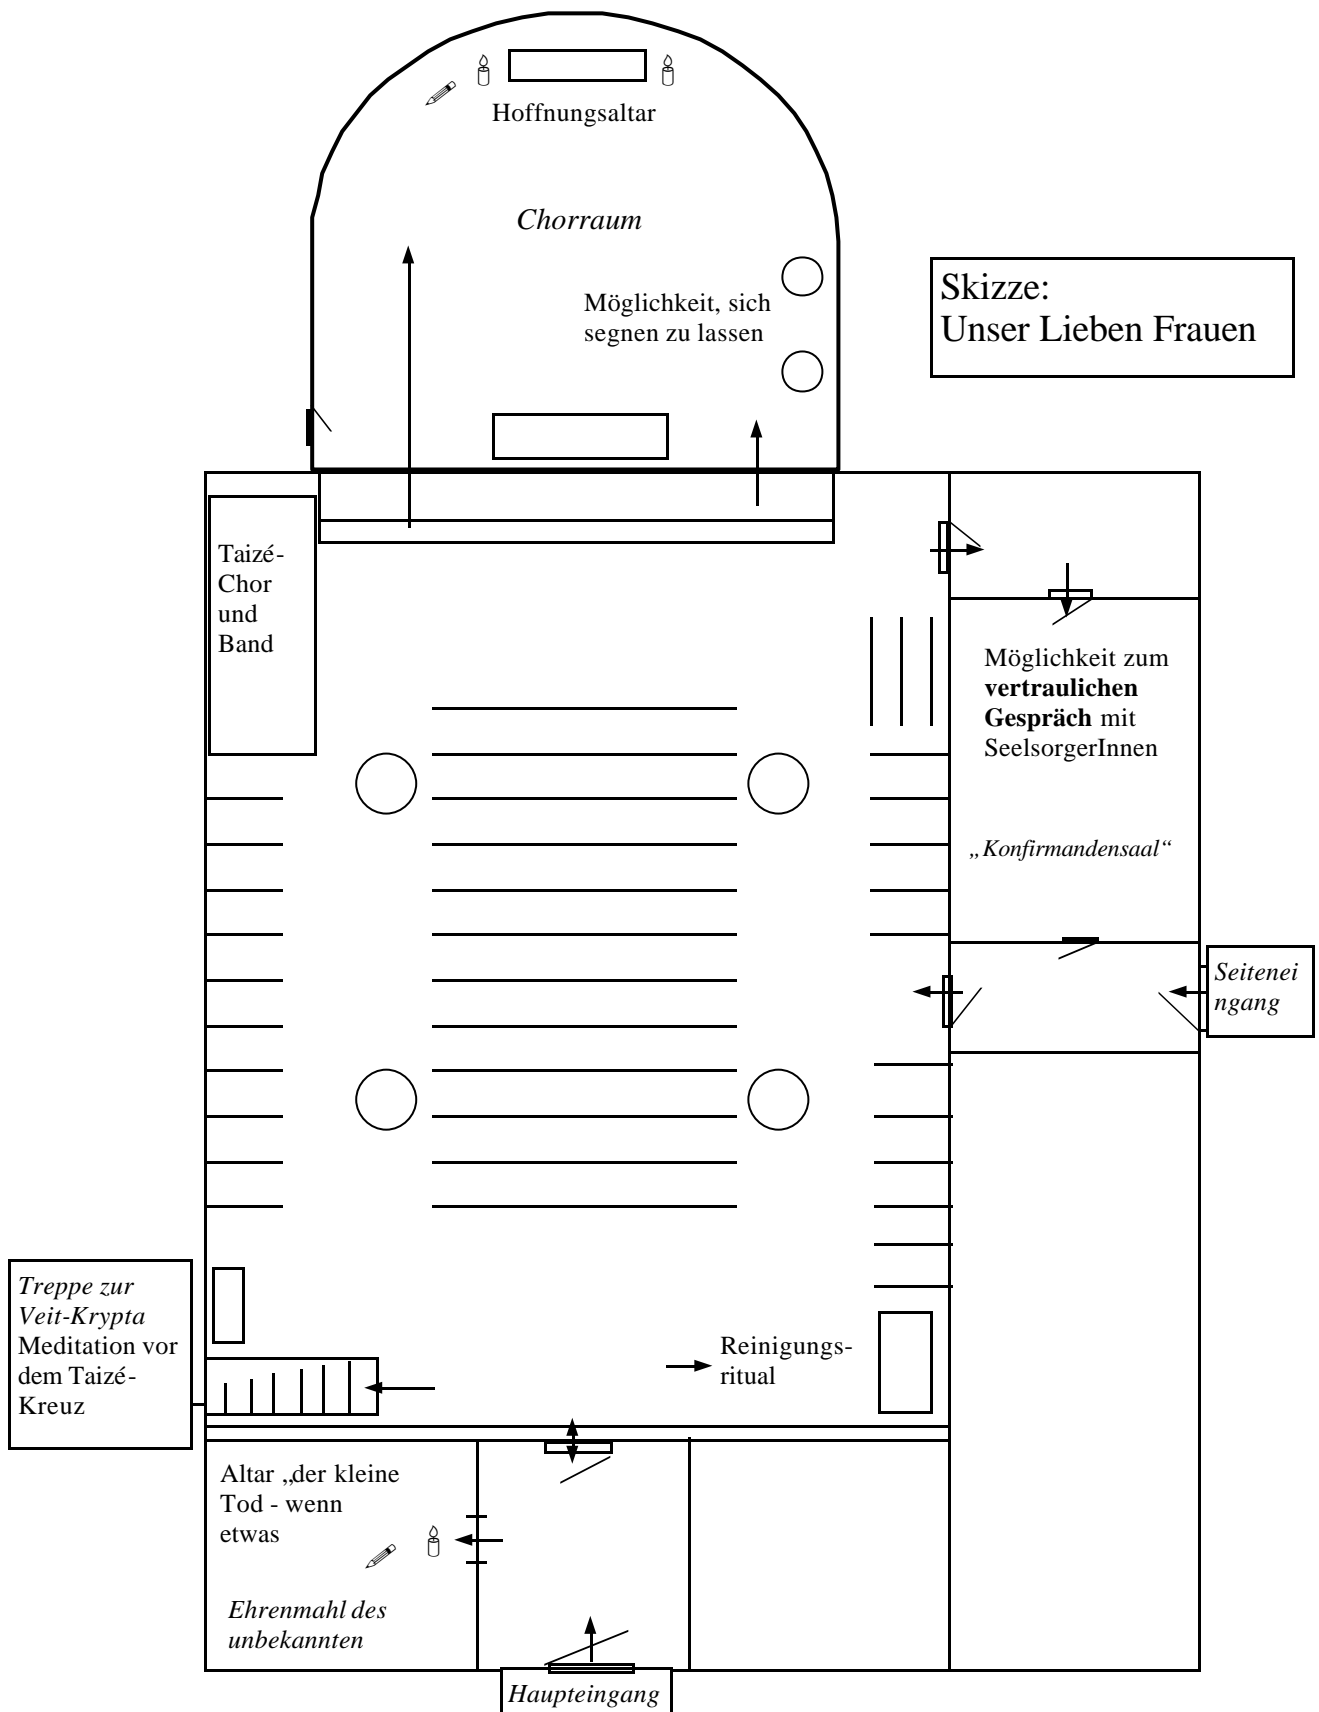 Hoffnungsaltar
Chorraum
Möglichkeit, sich
segnen zu lassen
Skizze:
Unser Lieben Frauen
Taizé-
Chor
und
Band
Möglichkeit zum
vertraulichen
Gespräch mit
SeelsorgerInnen
„Konfirmandensaal“
Seitenei
ngang
Treppe zur
Veit-Krypta
Meditation vor
dem Taizé-
Kreuz
Reinigungs-
ritual
Altar „der kleine
Tod - wenn
etwas
Ehrenmahl des
unbekannten
Haupteingang